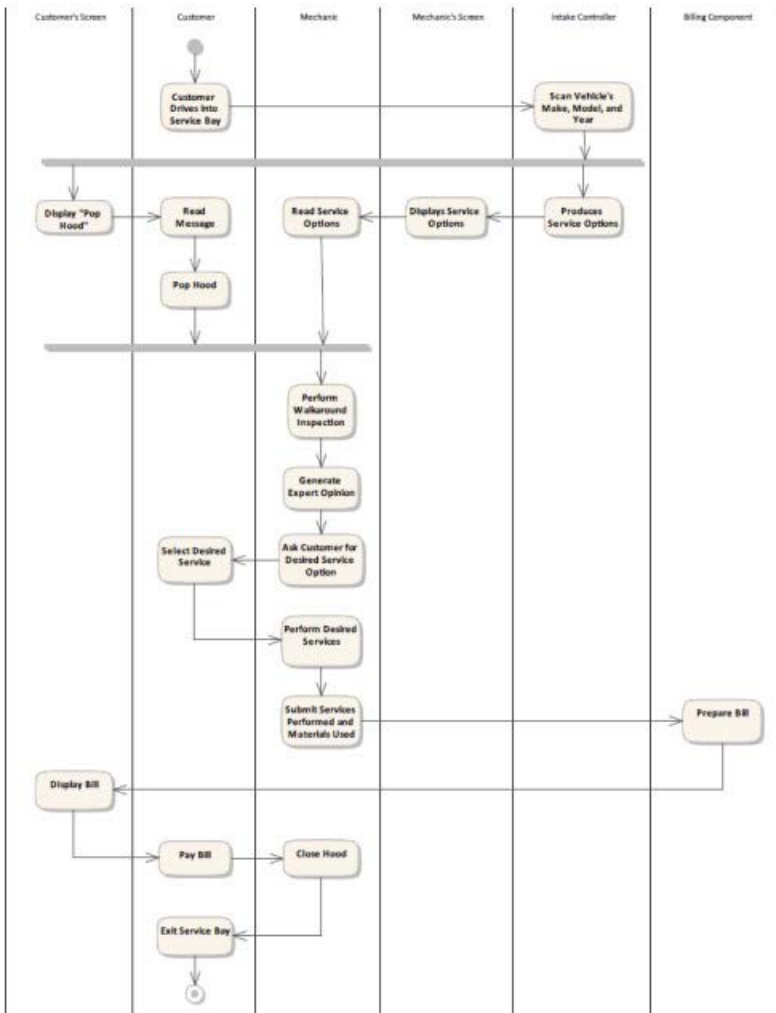 Customer's Screen
Customer
Mechanic
Mechanic's Screen
Intake Controller
Billing Component
Customer
Drives into
Service Bay
Scan Vehicle's
Make, Model, and
Year
Display "Pop
Hood"
Read
Message
Read Service
Options
Displays Service
Options
Produces
Service Options
Pop Hood
Perform
Walkaround
Inspection
Generate
Expert Opinion
Select Desired
Service
Ask Customer for
Desired Service
Option
Perform Desired
Services
Submit Services
Performed and
Materials Used
Prepare Bill
Display Bill
Pay Bill
Close Hood
Exit Service Bay